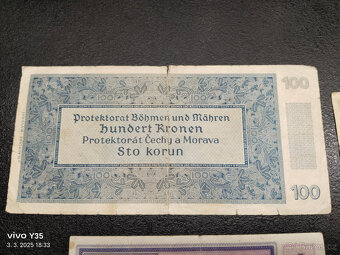 100
Protektorat Böhmen und Mähren
Hundert Kronen
Protektorát Čechy a Morava
Sto korun
100
vivo Y35
3. 3. 2025 18:33